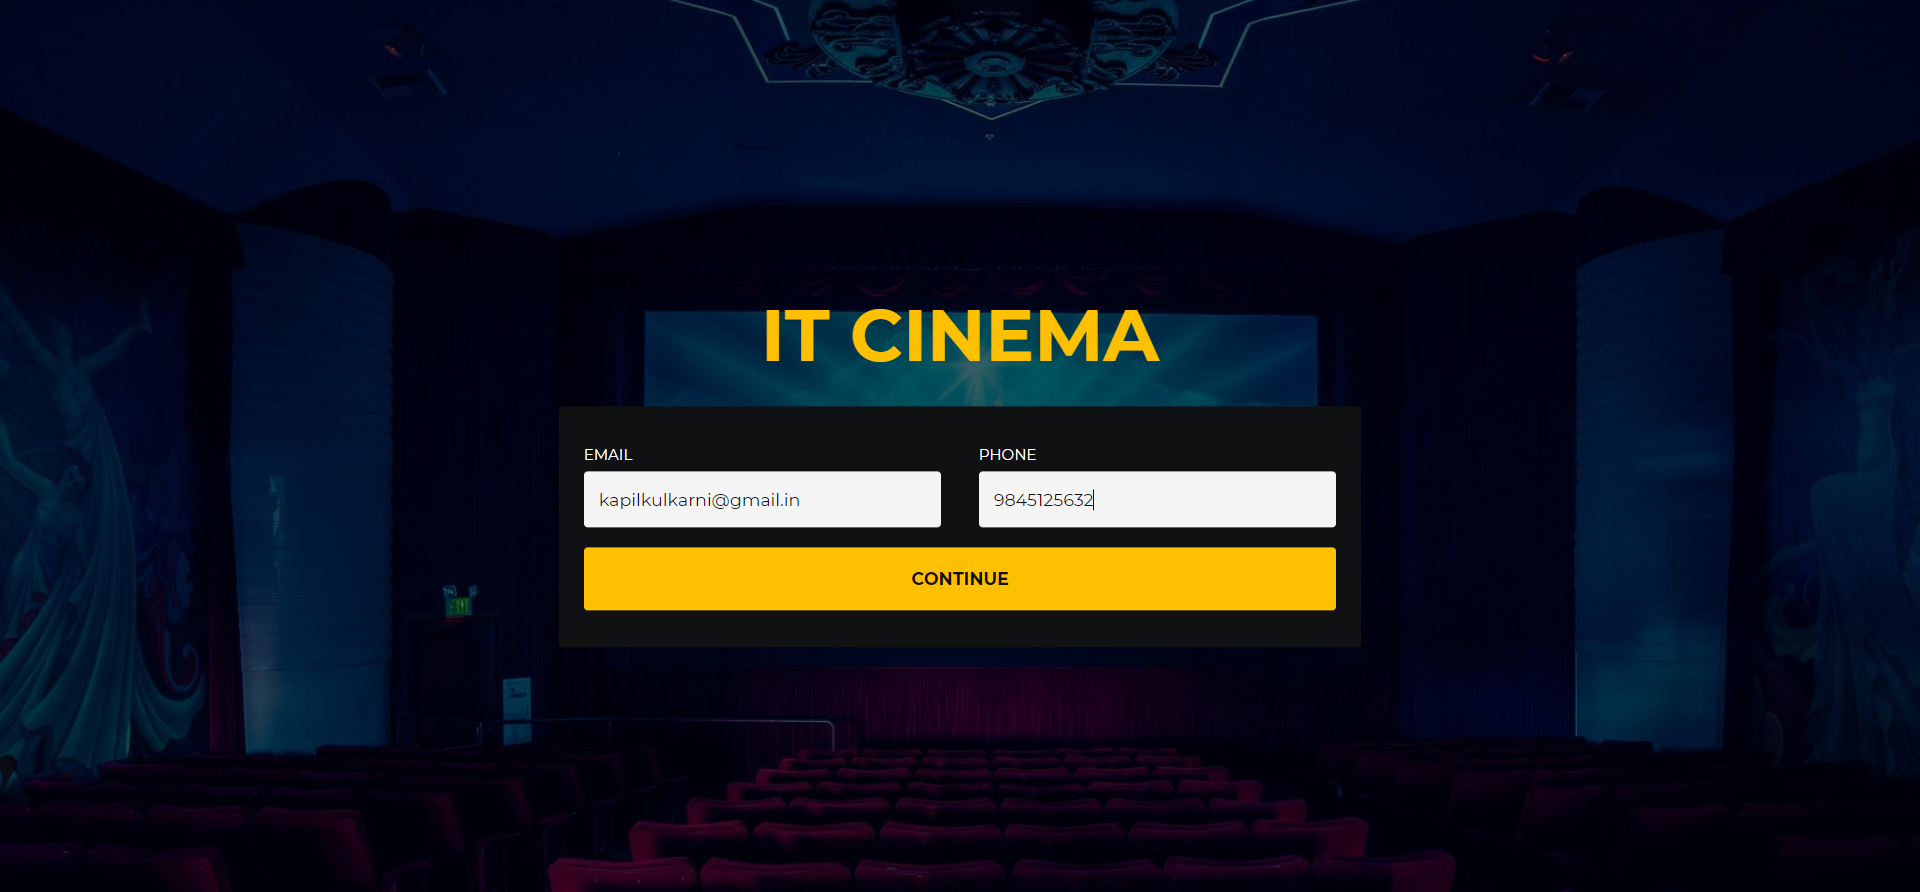 IT CINEMA
EMAIL
PHONE
kapilkulkarni@gmail.in
9845125632
CONTINUE